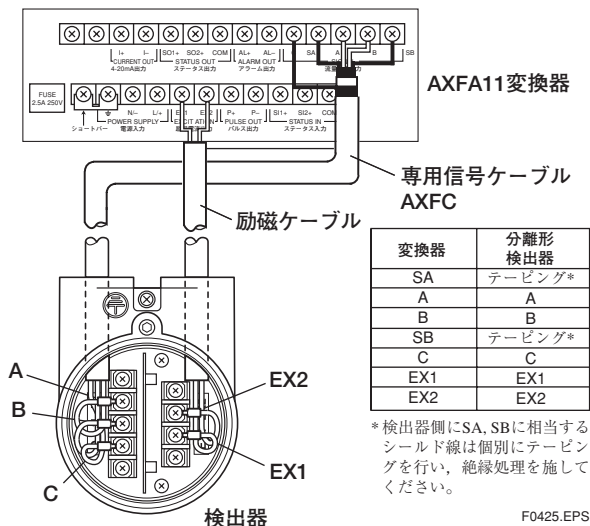 I+ I- SO1+ SO2+ COM AL+ AL- C SA A B SB
CURRENT OUT STATUS OUT ALARM OUT
4-20mA出力 ステータス出力 アラーム出力
AXFA11変換器
FUSE
2.5A 250V
N/- L/+ EX1 EX2 P+ P- SI1+ SI2+ COM
POWER SUPPLY PULSE OUT STATUS IN
ショートバー 電源入力 パルス出力 ステータス入力
専用信号ケーブル
AXFC
励磁ケーブル
変換器 分離形
検出器
SA テーピング*
A A
B B
SB テーピング*
C C
EX1 EX1
EX2 EX2
*検出器側にSA, SBに相当する
シールド線は個別にテーピン
グを行い，絶縁処理を施して
ください。
A
B
C
EX2
EX1
検出器
F0425.EPS